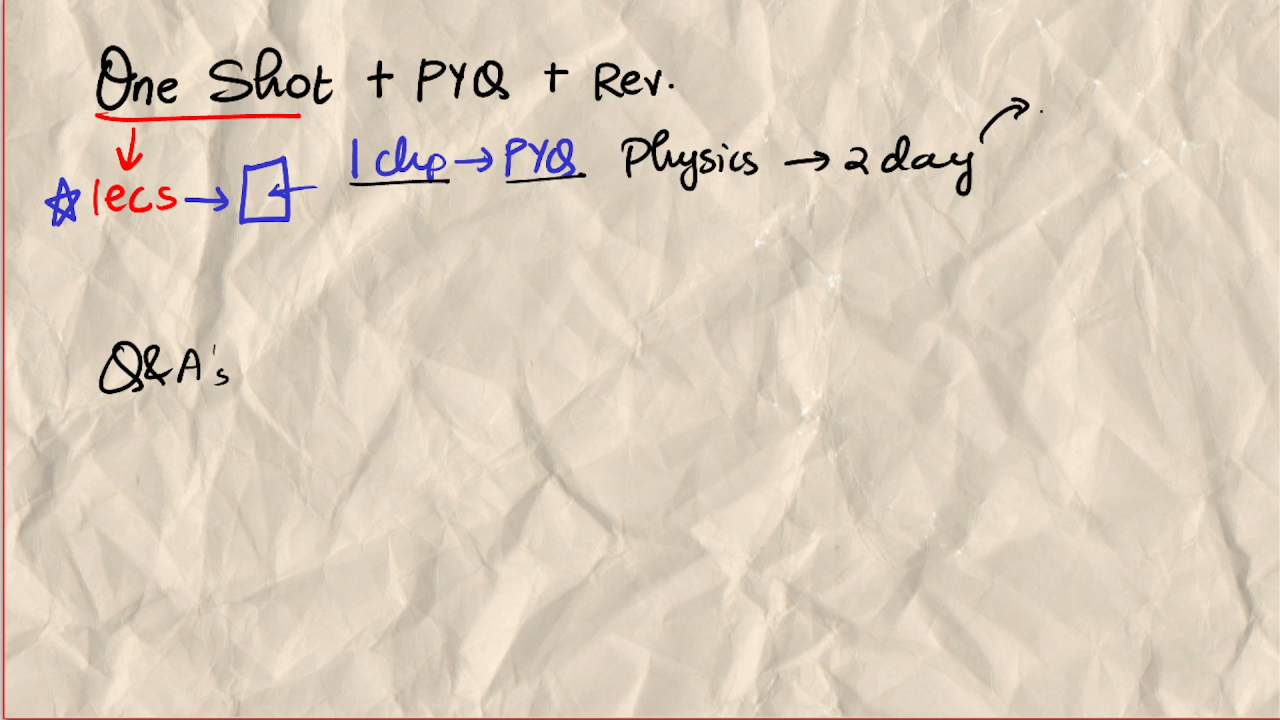 One Shot + PYQ + Rev.
1 chp → PYQ Physics → 2 day
lecs →
Q&A's